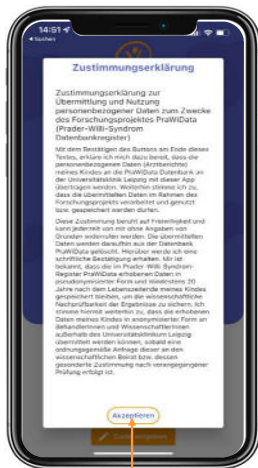 14:51
Suchen
Zustimmungserklärung
Zustimmungserklärung zur
Übermittlung und Nutzung
personenbezogener Daten zum Zwecke
des Forschungsprojektes PraWiData
(Prader-Willi-Syndrom
Datenbankregister)
Mit dem Bestätigen des Buttons am Ende dieses
Textes, erkläre ich mich dazu bereit, dass die
personenbezogenen Daten (Arztberichte)
meines Kindes an die PraWiData Datenbank an
der Universitätsklinik Leipzig mit dieser App
übertragen werden. Weiterhin stimme ich zu,
dass die übermittelten Daten im Rahmen des
Forschungsprojekts verarbeitet und genutzt
bzw. gespeichert werden dürfen.
Diese Zustimmung beruht auf Freiwilligkeit und
kann jederzeit von mir ohne Angaben von
Gründen widerrufen werden. Die übermittelten
Daten werden daraufhin aus der Datenbank
PraWiData gelöscht. Hierüber werde ich eine
schriftliche Bestätigung erhalten. Mir ist
bekannt, dass die im Prader-Willi-Syndrom-
Register PraWiData erhobenen Daten in
pseudonymisierter Form und mindestens 20
Jahre nach dem Lebenszeitende meines Kindes
gespeichert bleiben, um die wissenschaftliche
Nachprüfbarkeit der Ergebnisse zu sichern. Ich
stimme hiermit weiterhin zu, dass die erhobenen
Daten meines Kindes in anonymisierter Form an
BehandlerInnen und WissenschaftlerInnen
außerhalb des Universitätsklinikum Leipzig
übermittelt werden können, sobald eine
ordnungsgemäße Anfrage dieser an den
wissenschaftlichen Beirat bzw. dessen
gesonderte Zustimmung nach vorangegangener
Prüfung erfolgt ist.
Akzeptieren